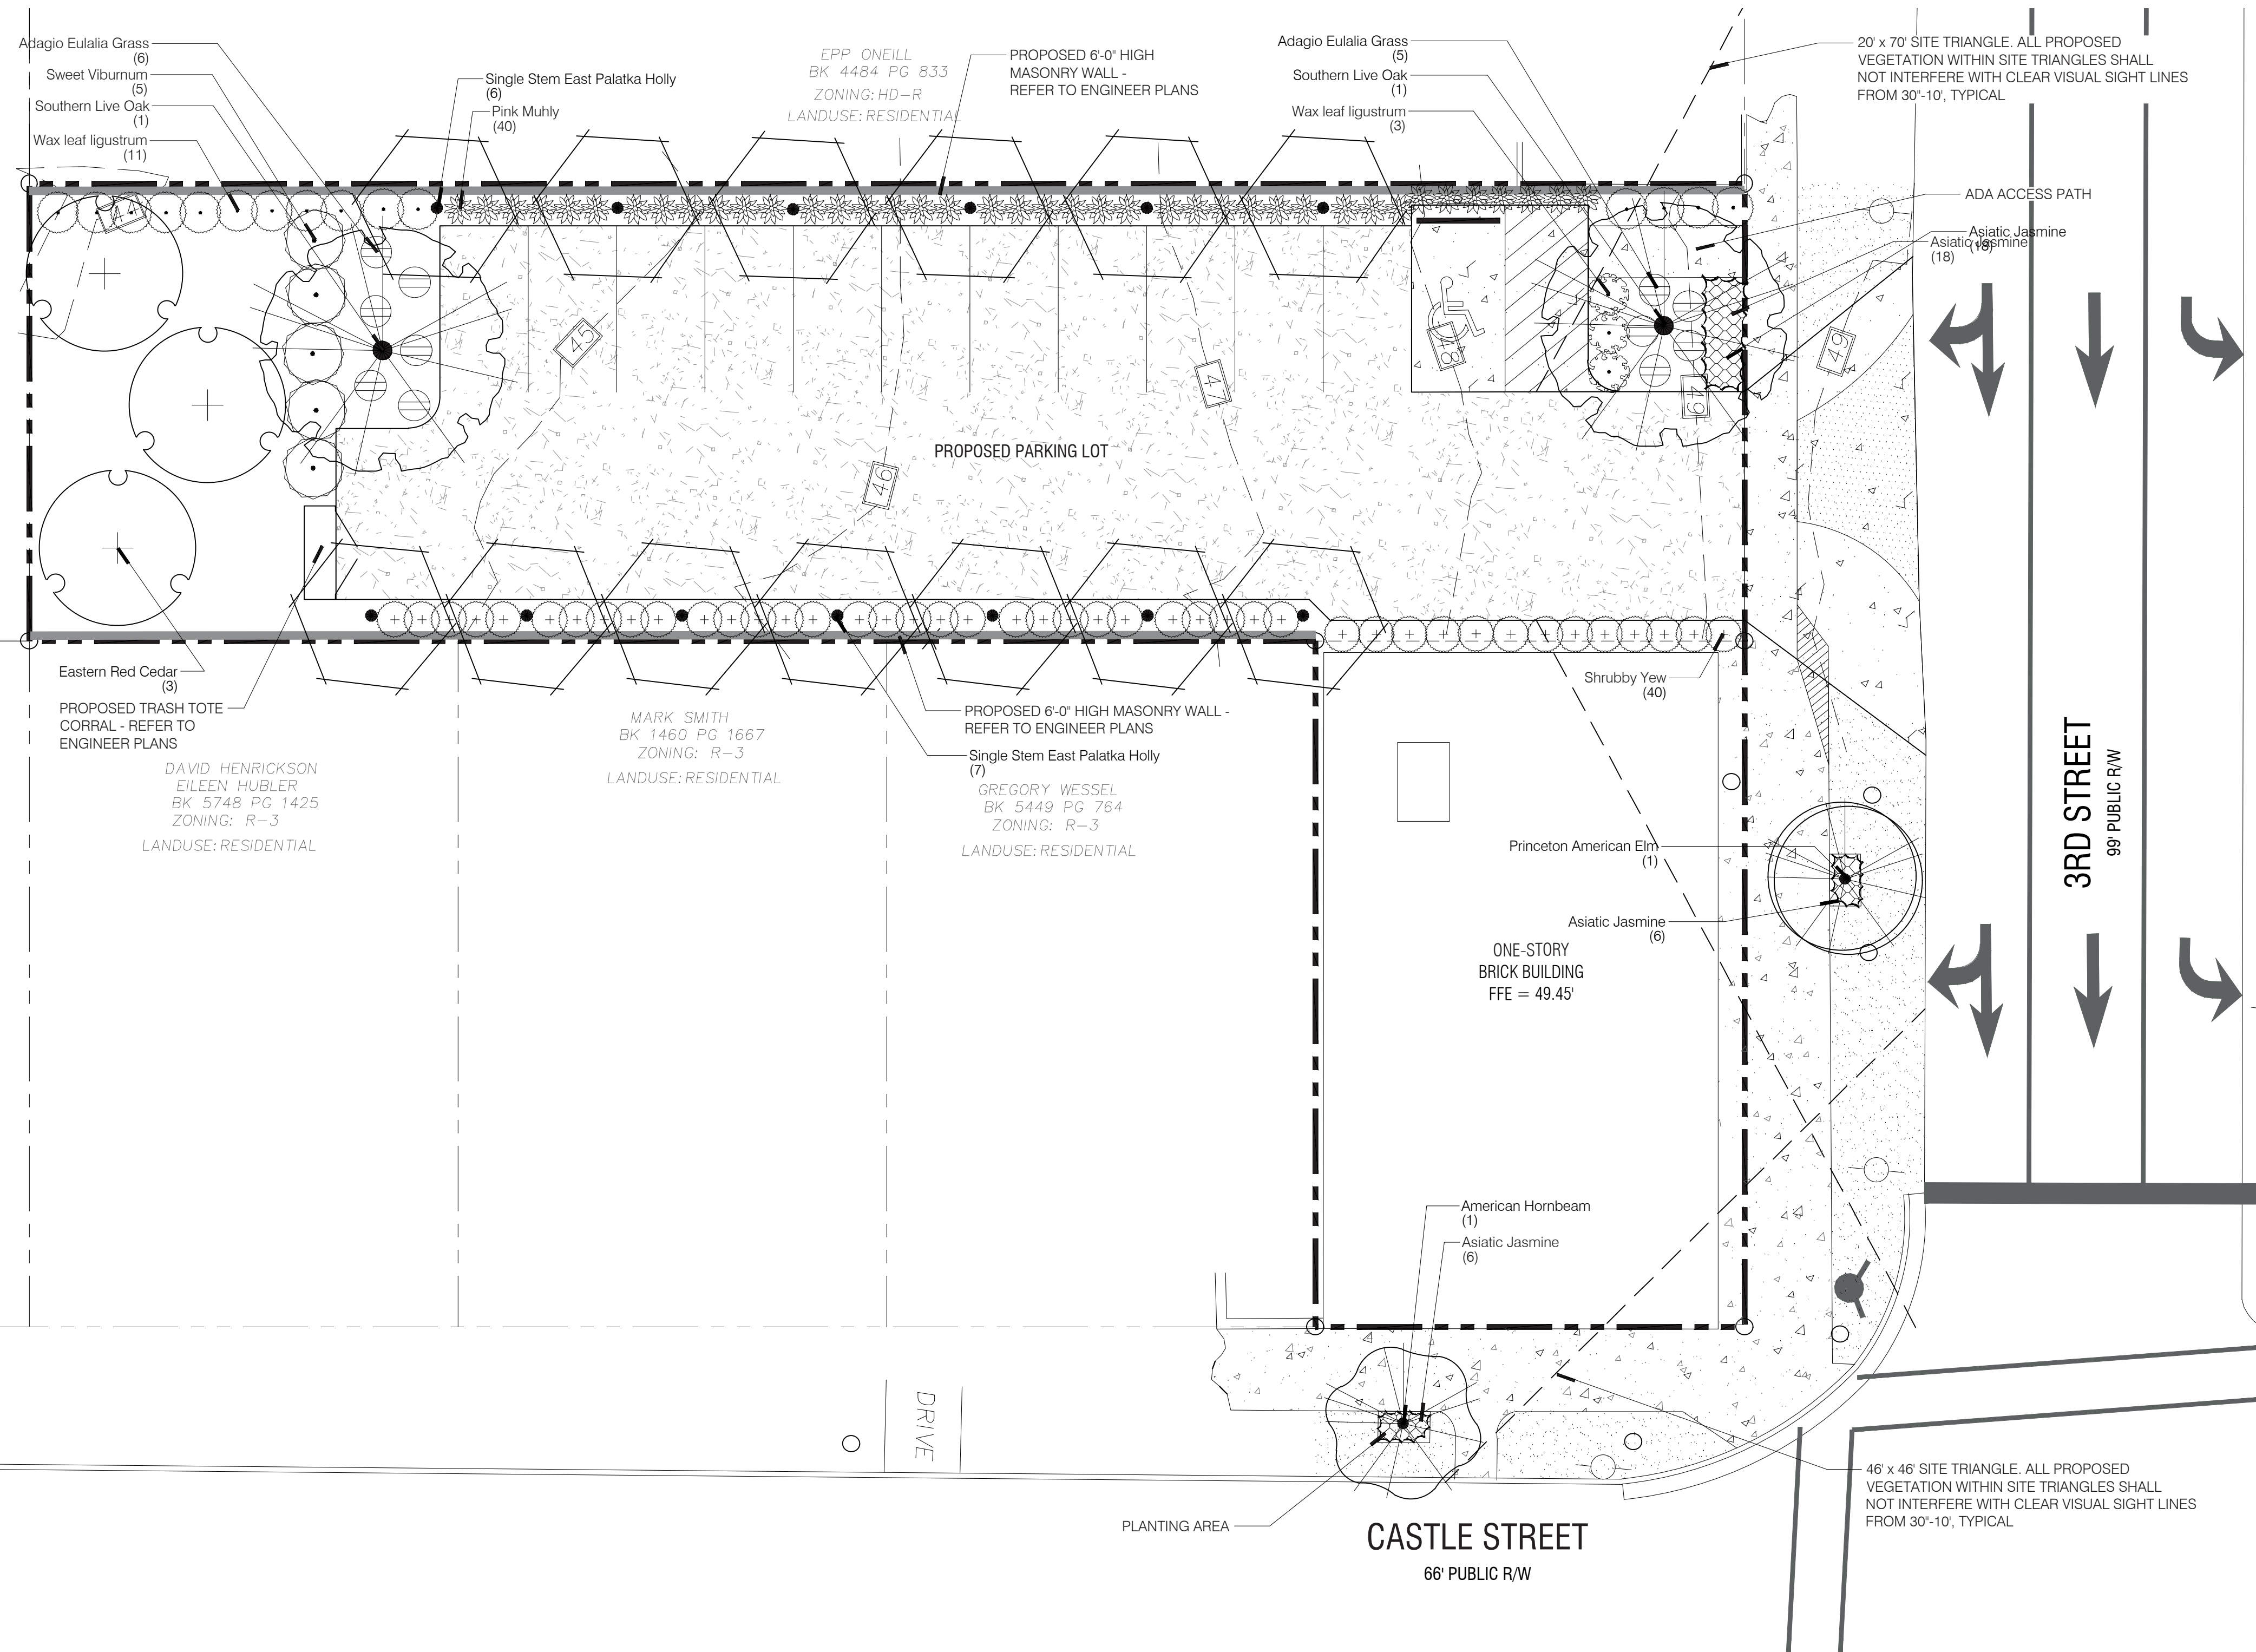 Adagio Eulalia Grass
(6)
Sweet Viburnum
(5)
Southern Live Oak
(1)
Wax leaf ligustrum
(11)
Single Stem East Palatka Holly
(6)
Pink Muhly
(40)
EPP ONEILL
BK 4484 PG 833
ZONING: HD-R
LANDUSE: RESIDENTIAL
PROPOSED 6'-0" HIGH
MASONRY WALL -
REFER TO ENGINEER PLANS
Adagio Eulalia Grass
(5)
Southern Live Oak
(1)
Wax leaf ligustrum
(3)
20' x 70' SITE TRIANGLE. ALL PROPOSED
VEGETATION WITHIN SITE TRIANGLES SHALL
NOT INTERFERE WITH CLEAR VISUAL SIGHT LINES
FROM 30"-10', TYPICAL
ADA ACCESS PATH
Asiatic Jasmine
(18)
Asiatic Jasmine
(18)
45
47
49
49
46
PROPOSED PARKING LOT
Eastern Red Cedar
(3)
PROPOSED TRASH TOTE
CORRAL - REFER TO
ENGINEER PLANS
DAVID HENRICKSON
EILEEN HUBLER
BK 5748 PG 1425
ZONING: R-3
LANDUSE: RESIDENTIAL
MARK SMITH
BK 1460 PG 1667
ZONING: R-3
LANDUSE: RESIDENTIAL
PROPOSED 6'-0" HIGH MASONRY WALL -
REFER TO ENGINEER PLANS
Single Stem East Palatka Holly
(7)
GREGORY WESSEL
BK 5449 PG 764
ZONING: R-3
LANDUSE: RESIDENTIAL
Shrubby Yew
(40)
Princeton American Elm
(1)
Asiatic Jasmine
(6)
ONE-STORY
BRICK BUILDING
FFE = 49.45'
3RD STREET
99' PUBLIC R/W
American Hornbeam
(1)
Asiatic Jasmine
(6)
DRIVE
PLANTING AREA
CASTLE STREET
66' PUBLIC R/W
46' x 46' SITE TRIANGLE. ALL PROPOSED
VEGETATION WITHIN SITE TRIANGLES SHALL
NOT INTERFERE WITH CLEAR VISUAL SIGHT LINES
FROM 30"-10', TYPICAL